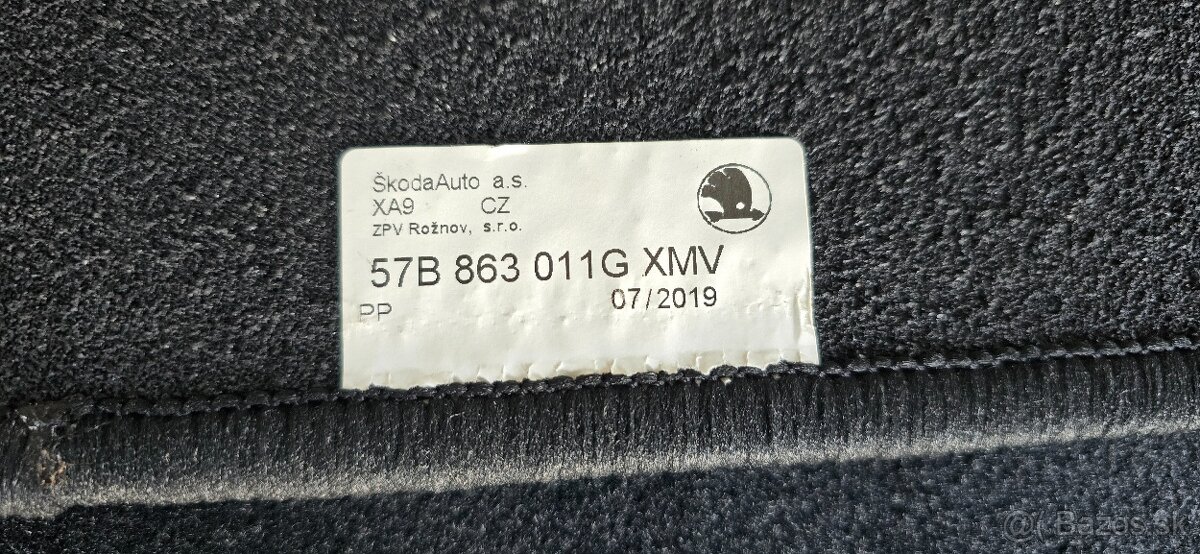 ŠkodaAuto a.s.
XA9 CZ
ZPV Rožnov, s.r.o.
57B 863 011G XMV
07/2019
PP
Bazos.sk